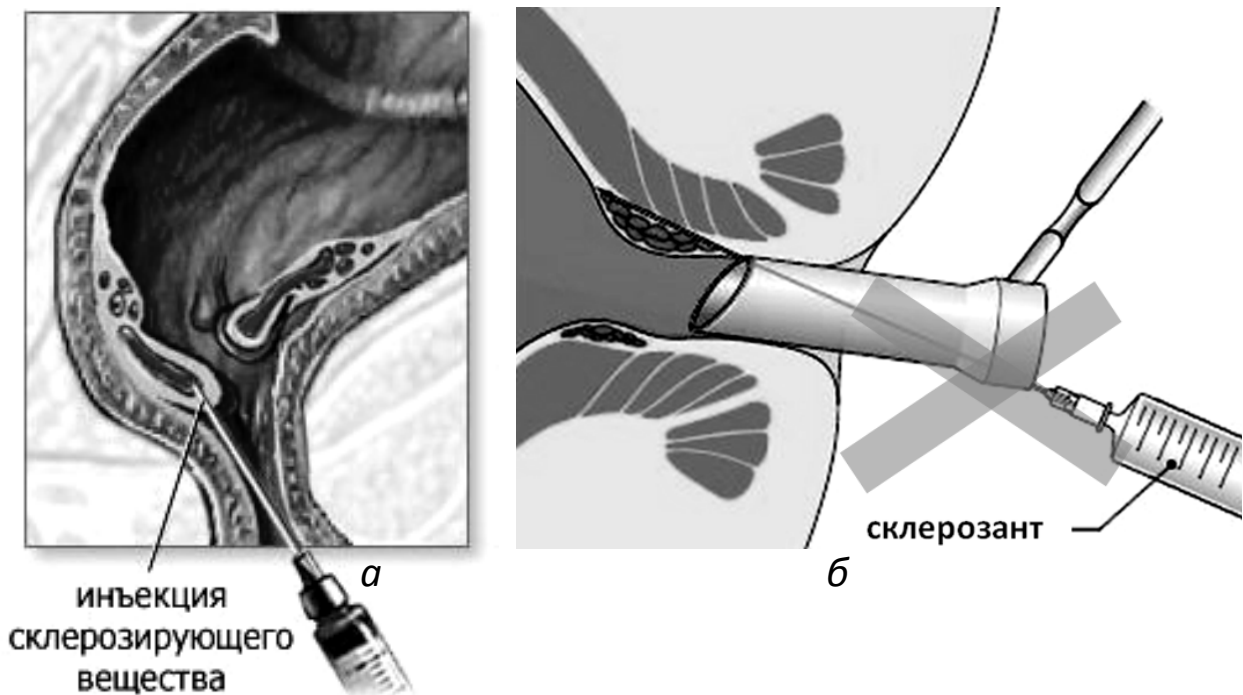 а
инъекция
склерозирующего
вещества
склерозант
б